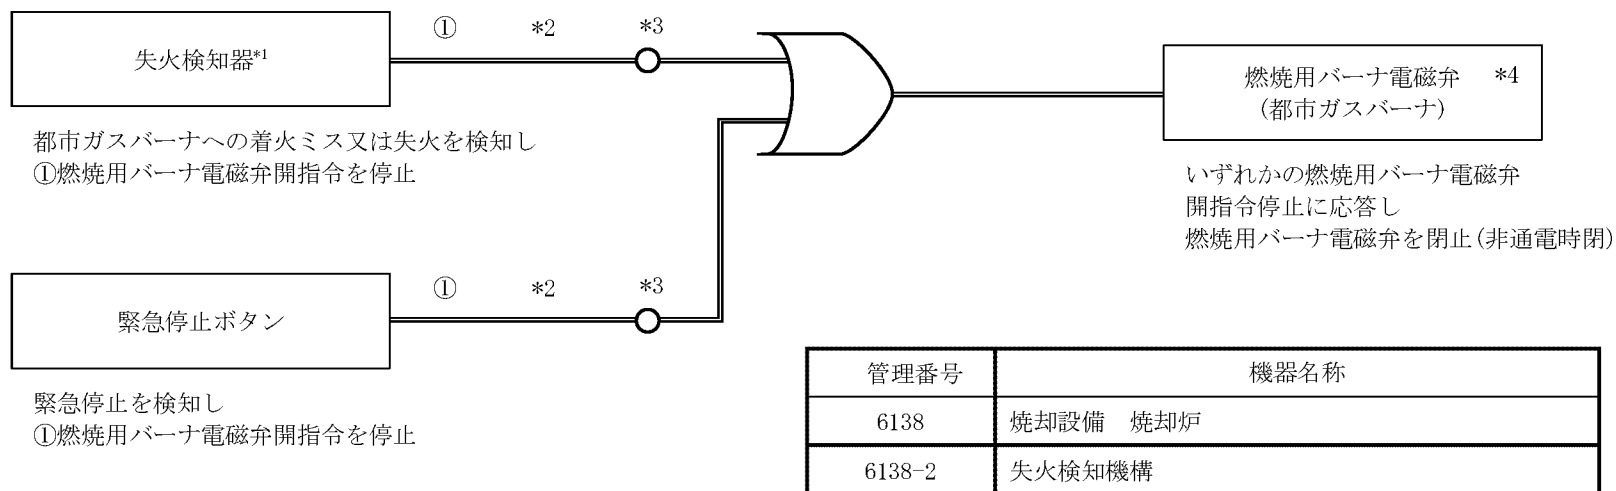 失火検知器*1
① *2 *3
都市ガスバーナへの着火ミス又は失火を検知し
①燃焼用バーナ電磁弁開指令を停止
燃焼用バーナ電磁弁 *4
(都市ガスバーナ)
いずれかの燃焼用バーナ電磁弁
開指令停止に応答し
燃焼用バーナ電磁弁を閉止(非通電時閉)
緊急停止ボタン
① *2 *3
緊急停止を検知し
①燃焼用バーナ電磁弁開指令を停止
管理番号 機器名称
6138 焼却設備 焼却炉
6138-2 失火検知機構